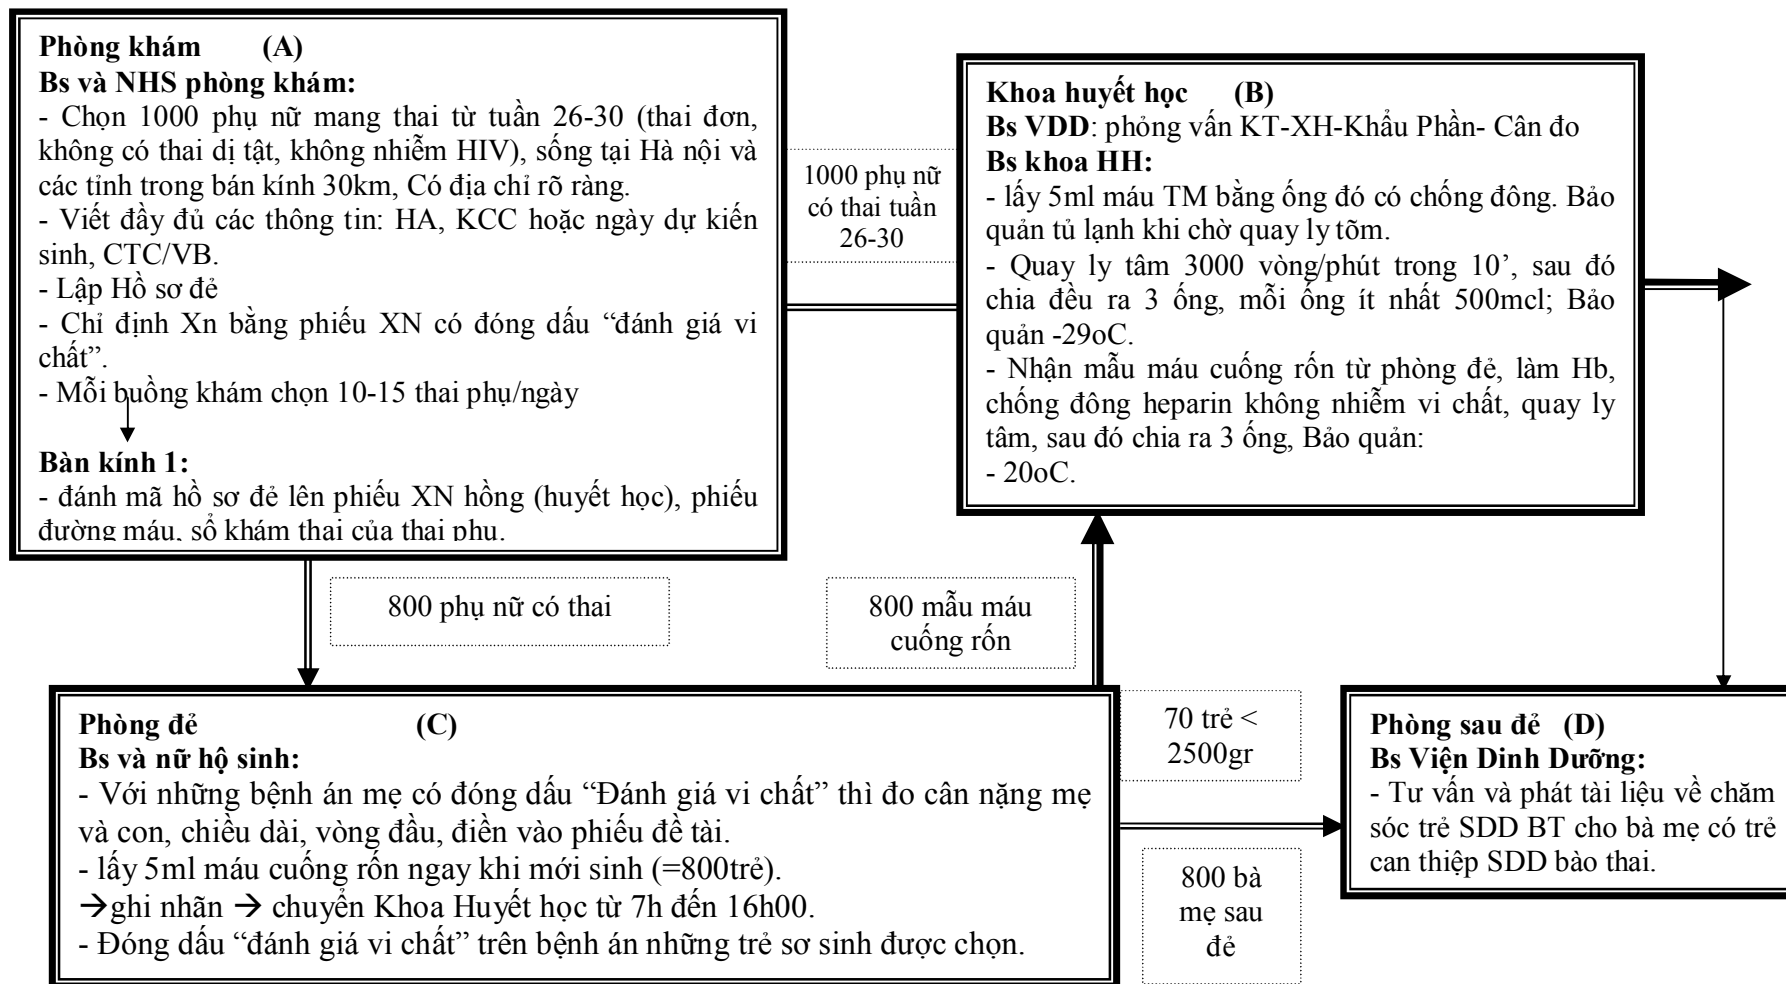 Phòng khám (A)
Bs và NHS phòng khám:
- Chọn 1000 phụ nữ mang thai từ tuần 26-30 (thai đơn,
không có thai dị tật, không nhiễm HIV), sống tại Hà nội và
các tỉnh trong bán kính 30km, Có địa chỉ rõ ràng.
- Viết đầy đủ các thông tin: HA, KCC hoặc ngày dự kiến
sinh, CTC/VB.
- Lập Hồ sơ đẻ
- Chỉ định Xn bằng phiếu XN có đóng dấu “đánh giá vi
chất”.
- Mỗi buồng khám chọn 10-15 thai phụ/ngày
Bàn kính 1:
- đánh mã hồ sơ đẻ lên phiếu XN hồng (huyết học), phiếu
đường máu, sổ khám thai của thai phụ.
1000 phụ nữ
có thai tuần
26-30
Khoa huyết học (B)
Bs VDD: phỏng vấn KT-XH-Khẩu Phần- Cân đo
Bs khoa HH:
- lấy 5ml máu TM bằng ống đó có chống đông. Bảo
quản tủ lạnh khi chờ quay ly tõm.
- Quay ly tâm 3000 vòng/phút trong 10’, sau đó
chia đều ra 3 ống, mỗi ống ít nhất 500mcl; Bảo
quản -29oC.
- Nhận mẫu máu cuống rốn từ phòng đẻ, làm Hb,
chống đông heparin không nhiễm vi chất, quay ly
tâm, sau đó chia ra 3 ống, Bảo quản:
- 20oC.
800 phụ nữ có thai
800 mẫu máu
cuống rốn
Phòng đẻ (C)
Bs và nữ hộ sinh:
- Với những bệnh án mẹ có đóng dấu “Đánh giá vi chất” thì đo cân nặng mẹ
và con, chiều dài, vòng đầu, điền vào phiếu đề tài.
- lấy 5ml máu cuống rốn ngay khi mới sinh (=800trẻ).
→ghi nhãn → chuyển Khoa Huyết học từ 7h đến 16h00.
- Đóng dấu “đánh giá vi chất” trên bệnh án những trẻ sơ sinh được chọn.
70 trẻ <
2500gr
800 bà
mẹ sau
đẻ
Phòng sau đẻ (D)
Bs Viện Dinh Dưỡng:
- Tư vấn và phát tài liệu về chăm
sóc trẻ SDD BT cho bà mẹ có trẻ
can thiệp SDD bào thai.